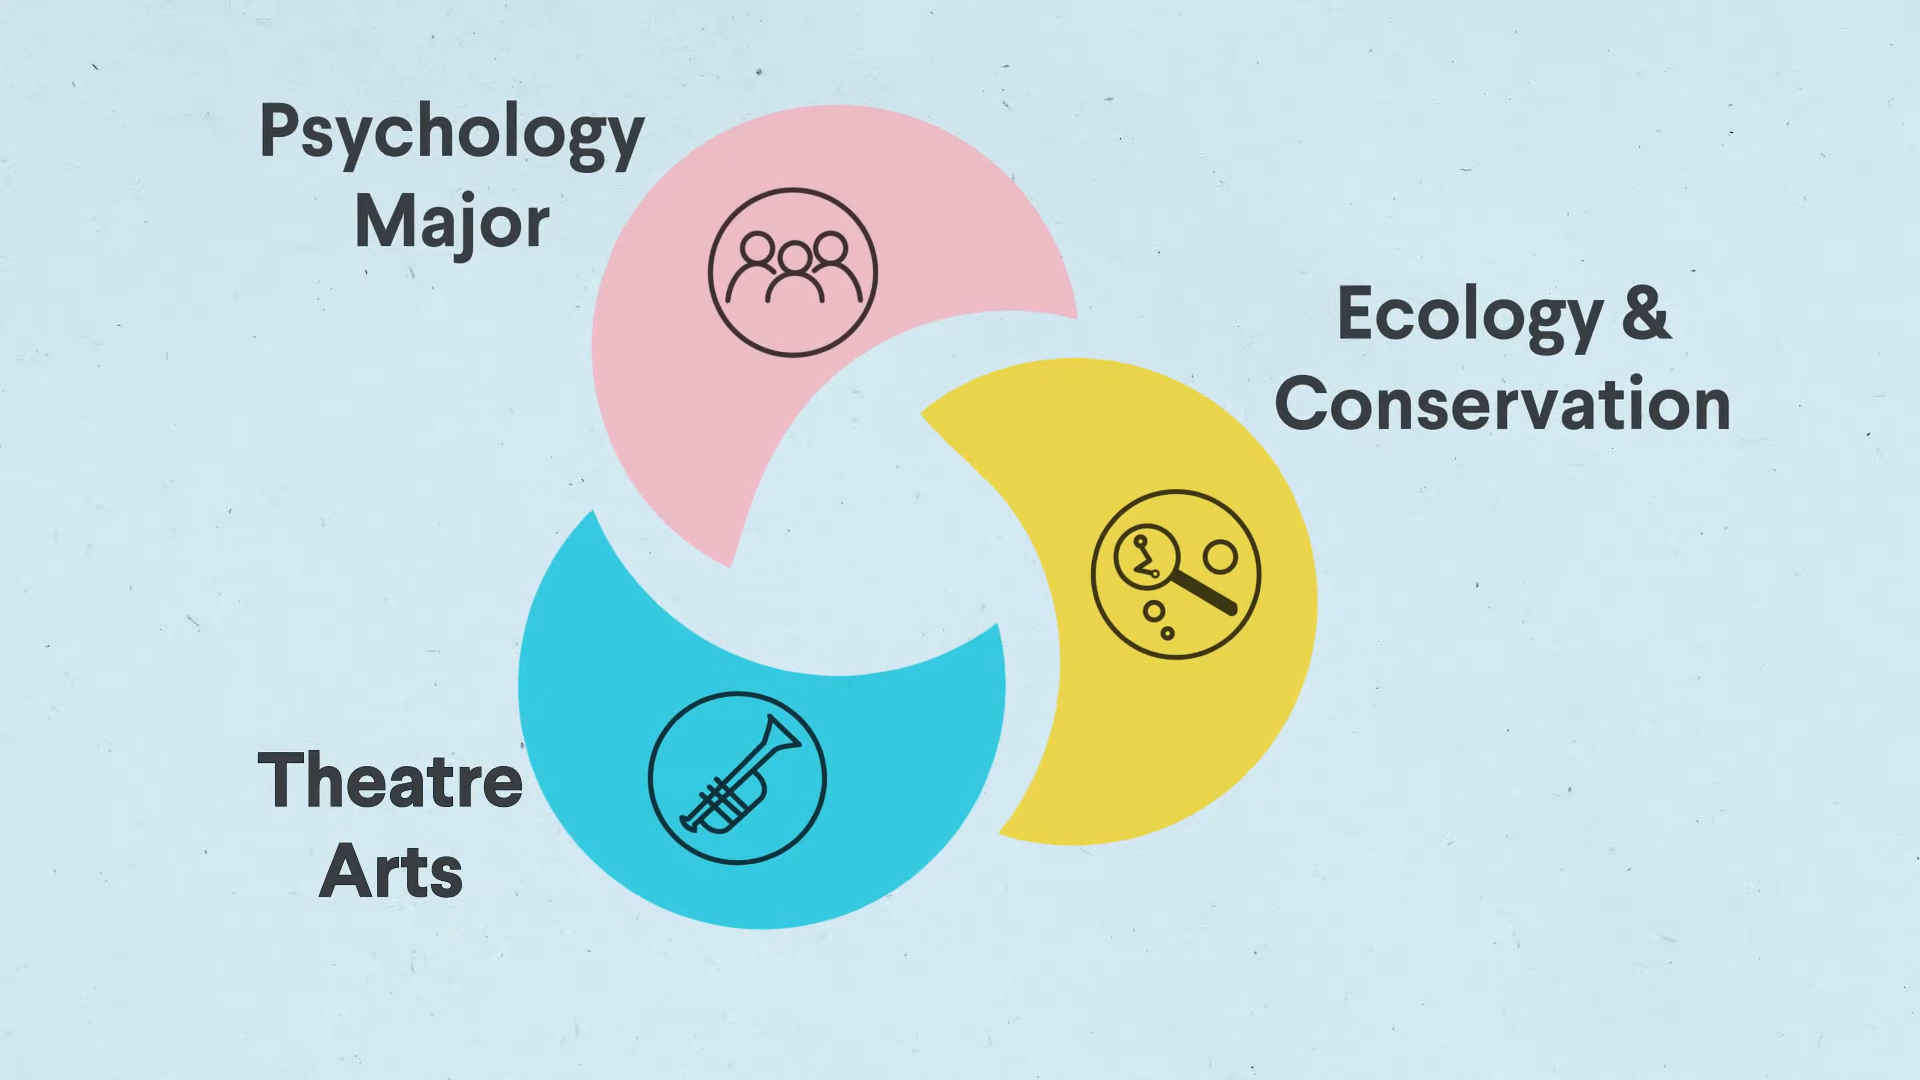 Psychology
Major
Ecology &
Conservation
Theatre
Arts